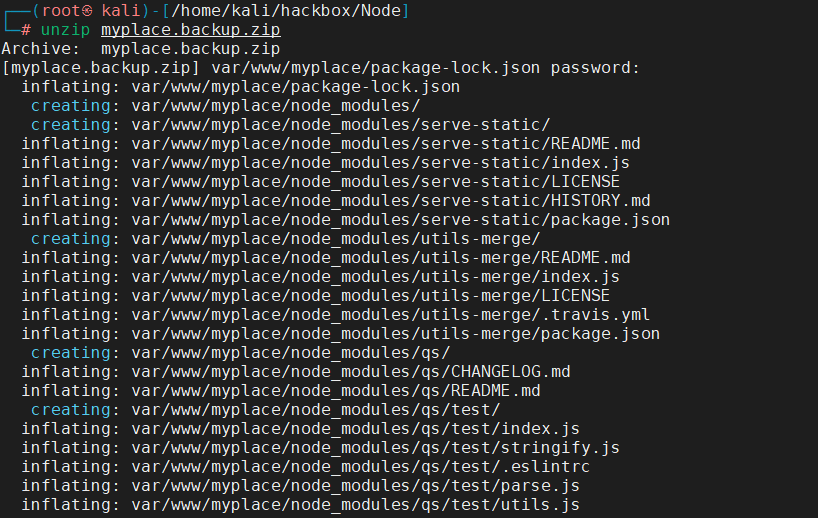 ┌──(root㉿ kali)-[/home/kali/hackbox/Node]
└─# unzip myplace.backup.zip
Archive:  myplace.backup.zip
[myplace.backup.zip] var/www/myplace/package-lock.json password:
  inflating: var/www/myplace/package-lock.json
   creating: var/www/myplace/node_modules/
   creating: var/www/myplace/node_modules/serve-static/
  inflating: var/www/myplace/node_modules/serve-static/README.md
  inflating: var/www/myplace/node_modules/serve-static/index.js
  inflating: var/www/myplace/node_modules/serve-static/LICENSE
  inflating: var/www/myplace/node_modules/serve-static/HISTORY.md
  inflating: var/www/myplace/node_modules/serve-static/package.json
   creating: var/www/myplace/node_modules/utils-merge/
  inflating: var/www/myplace/node_modules/utils-merge/README.md
  inflating: var/www/myplace/node_modules/utils-merge/index.js
  inflating: var/www/myplace/node_modules/utils-merge/LICENSE
  inflating: var/www/myplace/node_modules/utils-merge/.travis.yml
  inflating: var/www/myplace/node_modules/utils-merge/package.json
   creating: var/www/myplace/node_modules/qs/
  inflating: var/www/myplace/node_modules/qs/CHANGELOG.md
  inflating: var/www/myplace/node_modules/qs/README.md
   creating: var/www/myplace/node_modules/qs/test/
  inflating: var/www/myplace/node_modules/qs/test/index.js
  inflating: var/www/myplace/node_modules/qs/test/stringify.js
  inflating: var/www/myplace/node_modules/qs/test/.eslintrc
  inflating: var/www/myplace/node_modules/qs/test/parse.js
  inflating: var/www/myplace/node_modules/qs/test/utils.js